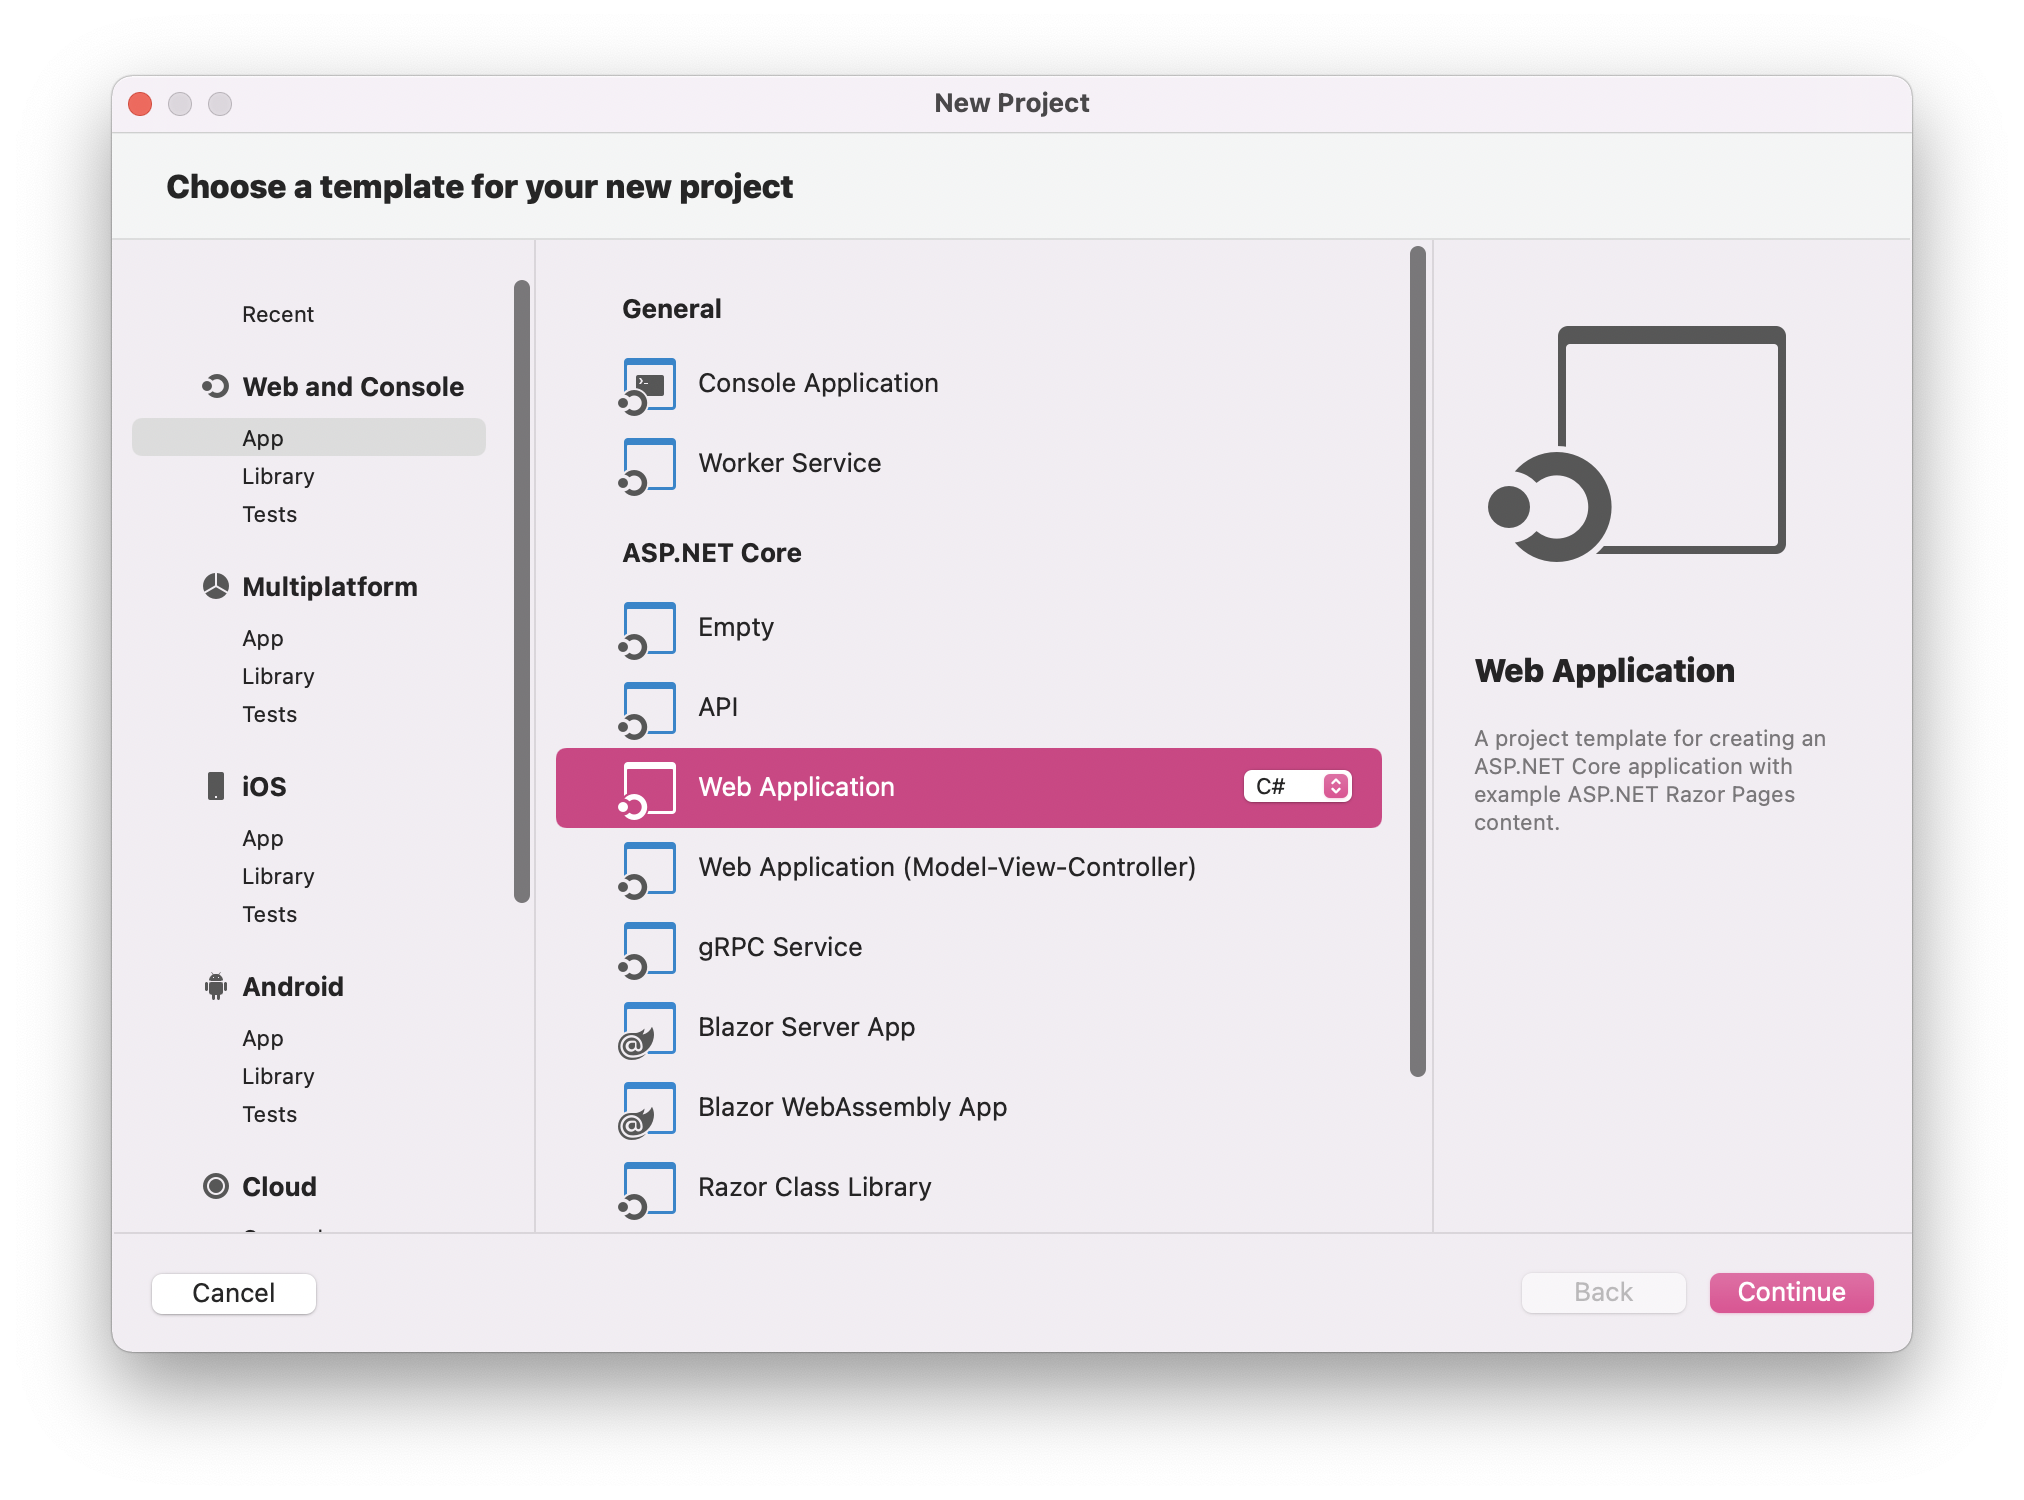 New Project
Choose a template for your new project
Recent
Web and Console
App
Library
Tests
Multiplatform
App
Library
Tests
iOS
App
Library
Tests
Android
App
Library
Tests
Cloud
General
Console Application
Worker Service
ASP.NET Core
Empty
API
Web Application
C#
Web Application (Model-View-Controller)
gRPC Service
Blazor Server App
Blazor WebAssembly App
Razor Class Library
Web Application
A project template for creating an
ASP.NET Core application with
example ASP.NET Razor Pages
content.
Cancel
Back
Continue